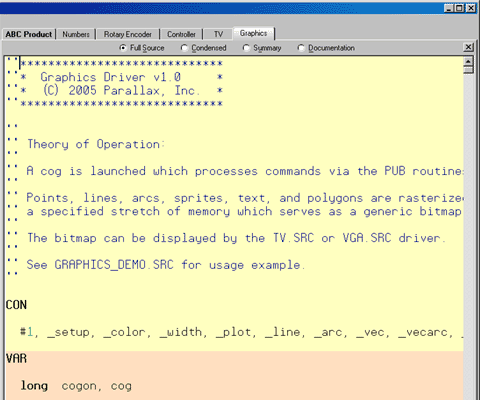 ABC Product Numbers Rotary Encoder Controller TV Graphics
Full Source Condensed Summary Documentation
''*****************************
''*  Graphics Driver v1.0     *
''*  (C) 2005 Parallax, Inc.  *
''*****************************
''
'' Theory of Operation:
''
'' A cog is launched which processes commands via the PUB routines
''
'' Points, lines, arcs, sprites, text, and polygons are rasterized
'' a specified stretch of memory which serves as a generic bitmap
''
'' The bitmap can be displayed by the TV.SRC or VGA.SRC driver.
''
'' See GRAPHICS_DEMO.SRC for usage example.
''
CON
#1, _setup, _color, _width, _plot, _line, _arc, _vec, _vecarc, _
VAR
long cogon, cog